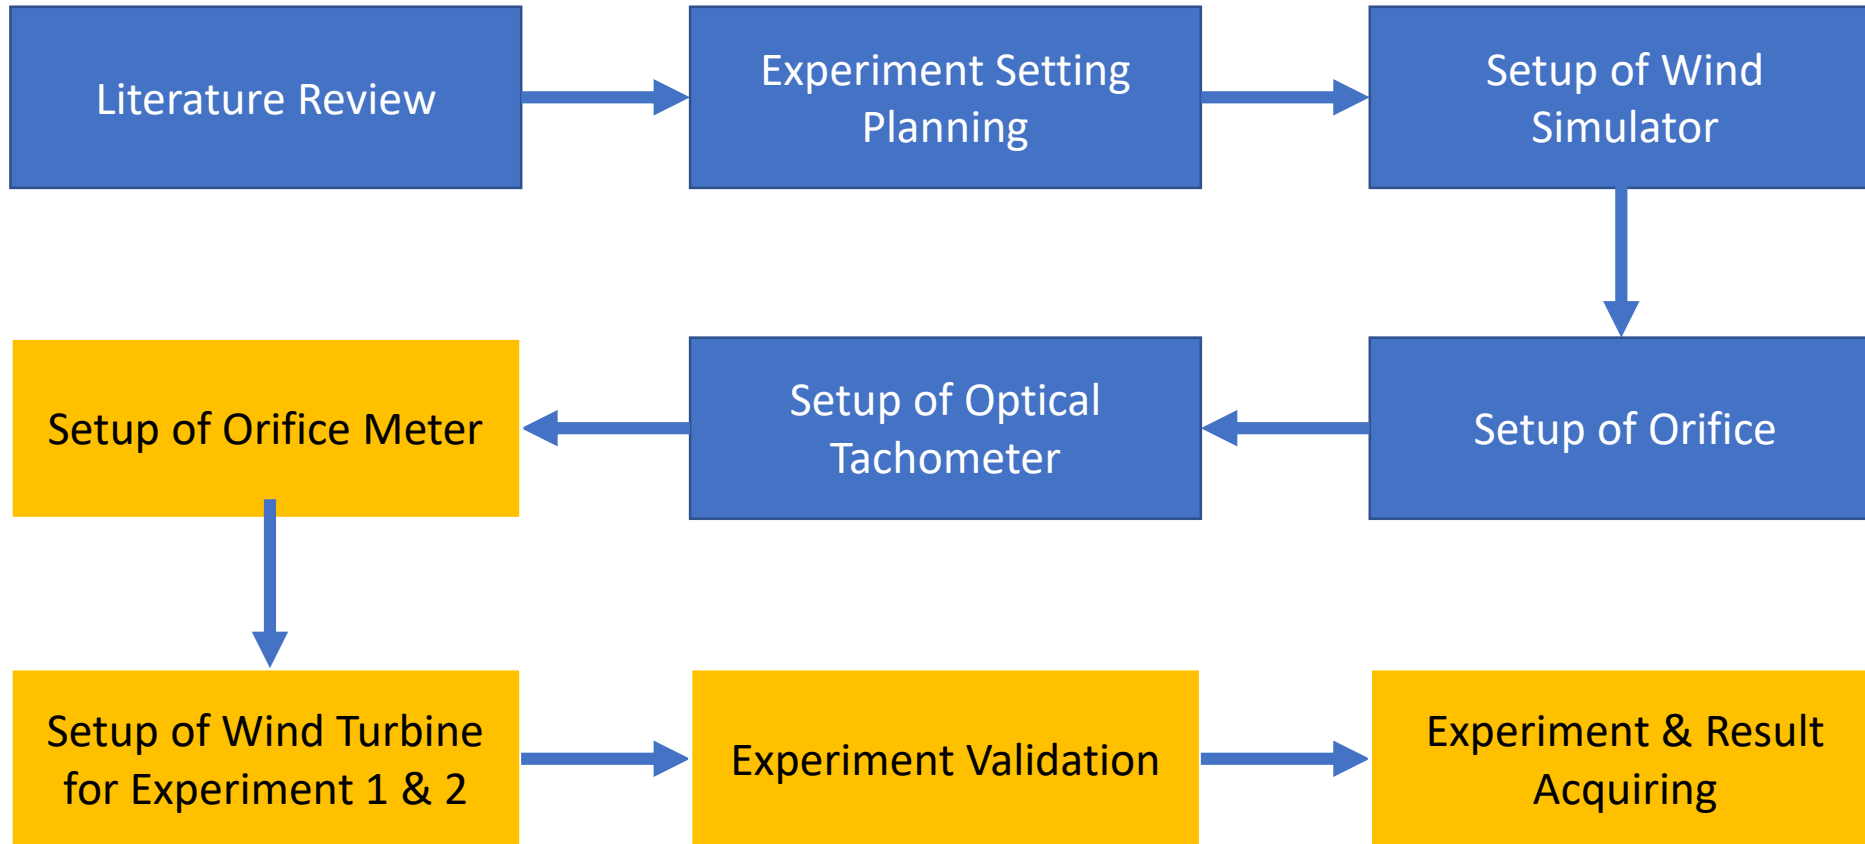 Literature Review
Experiment Setting
Planning
Setup of Wind
Simulator
Setup of Orifice
Setup of Optical
Tachometer
Setup of Orifice Meter
Setup of Wind Turbine
for Experiment 1 & 2
Experiment Validation
Experiment & Result
Acquiring